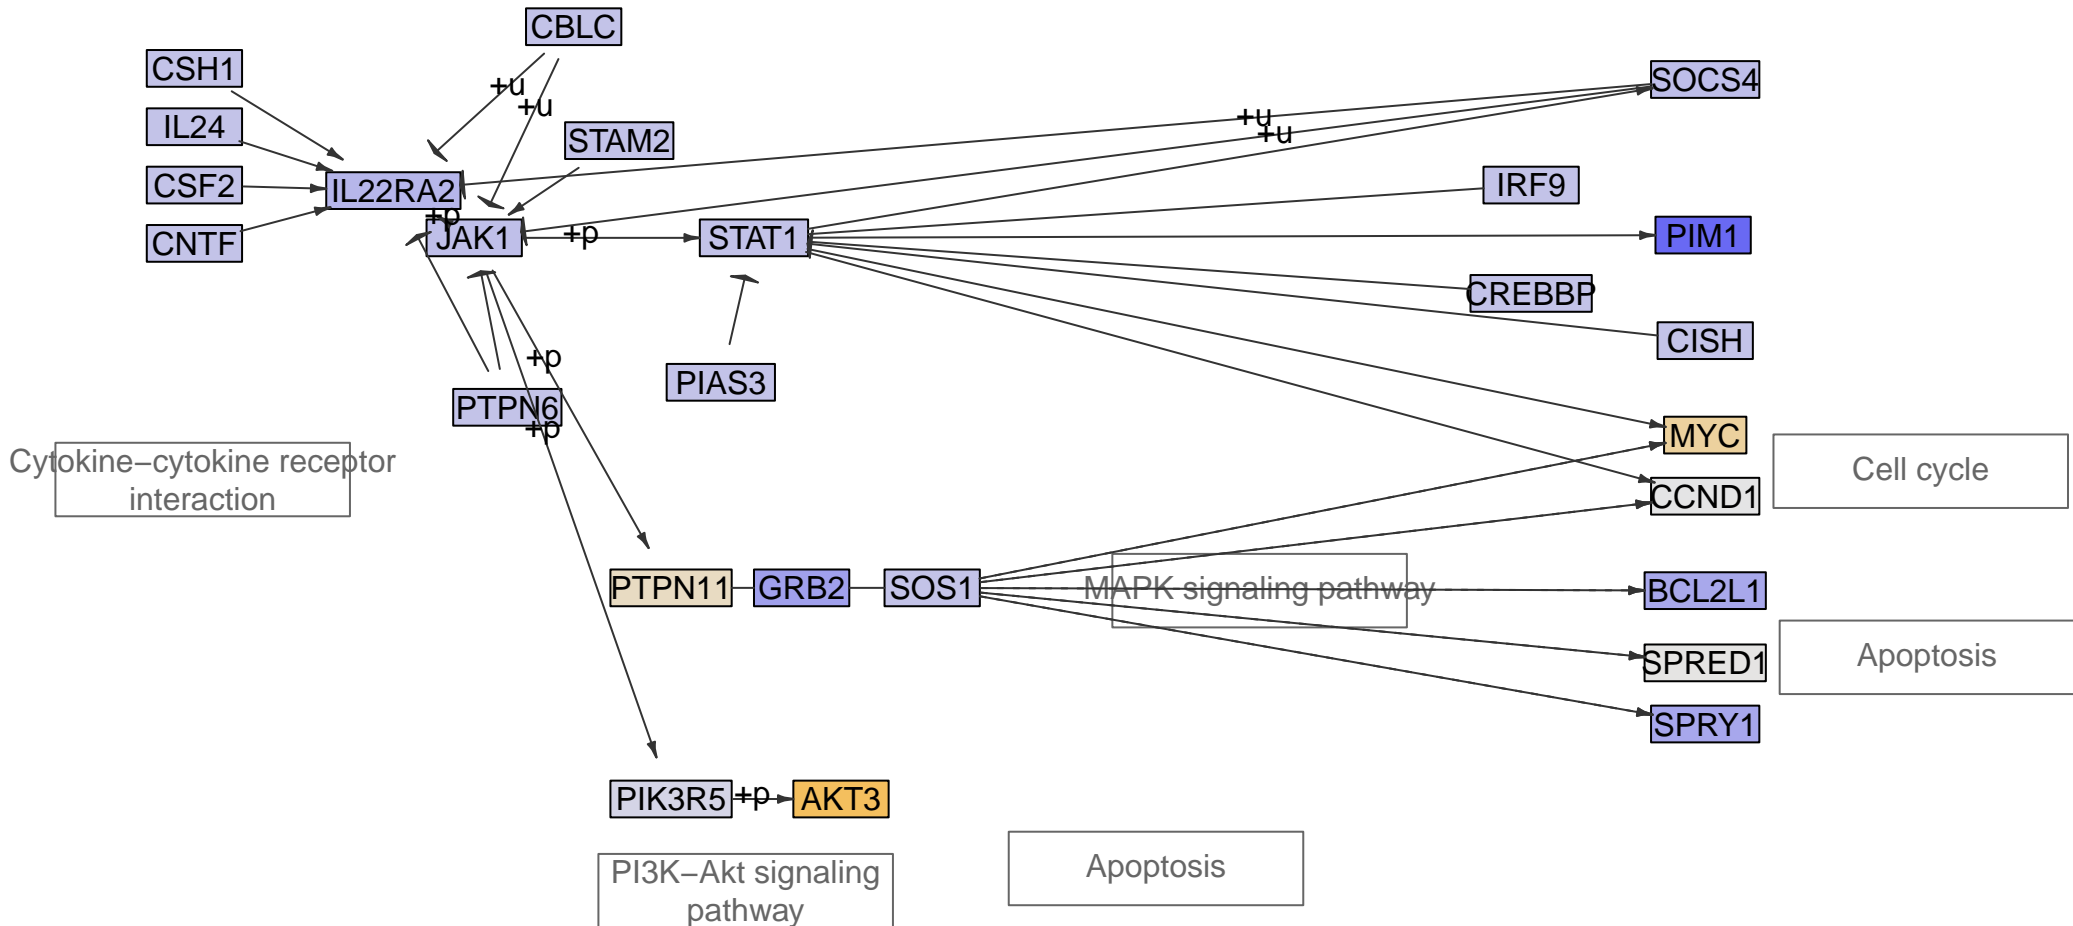 CBLC
CSH1
+u
SOCS4
+u
IL24
+u
+u
STAM2
CSF2
IL22RA2
IRF9
+p
CNTF
JAK1
+p
STAT1
PIM1
CREBBP
CISH
+p
PIAS3
PTPN6
+p
MYC
Cytokine–cytokine receptor
interaction
Cell cycle
CCND1
PTPN11
GRB2
SOS1
MAPK signaling pathway
BCL2L1
SPRED1
Apoptosis
SPRY1
PIK3R5
+p
AKT3
Apoptosis
PI3K–Akt signaling
pathway